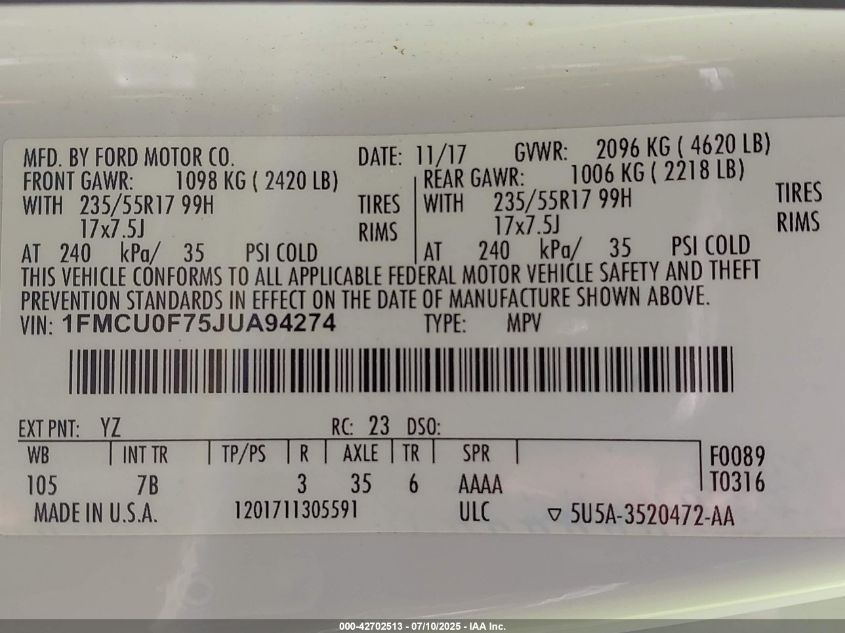 MFD. BY FORD MOTOR CO. DATE: 11/17 GVWR: 2096 KG ( 4620 LB)
FRONT GAWR: 1098 KG ( 2420 LB) REAR GAWR: 1006 KG ( 2218 LB)
WITH 235/55R17 99H TIRES WITH 235/55R17 99H TIRES
17x7.5J RIMS 17x7.5J RIMS
AT 240 kPa/ 35 PSI COLD AT 240 kPa/ 35 PSI COLD
THIS VEHICLE CONFORMS TO ALL APPLICABLE FEDERAL MOTOR VEHICLE SAFETY AND THEFT
PREVENTION STANDARDS IN EFFECT ON THE DATE OF MANUFACTURE SHOWN ABOVE.
VIN: 1FMCU0F75JUA94274 TYPE: MPV
EXT PNT: YZ RC: 23 DSO:
WB INT TR TP/PS R AXLE TR SPR F0089
105 7B 3 35 6 AAAA T0316
MADE IN U.S.A. 1201711305591 ULC ▽ 5U5A-3520472-AA
000-42702513 - 07/10/2025 - IAA Inc.